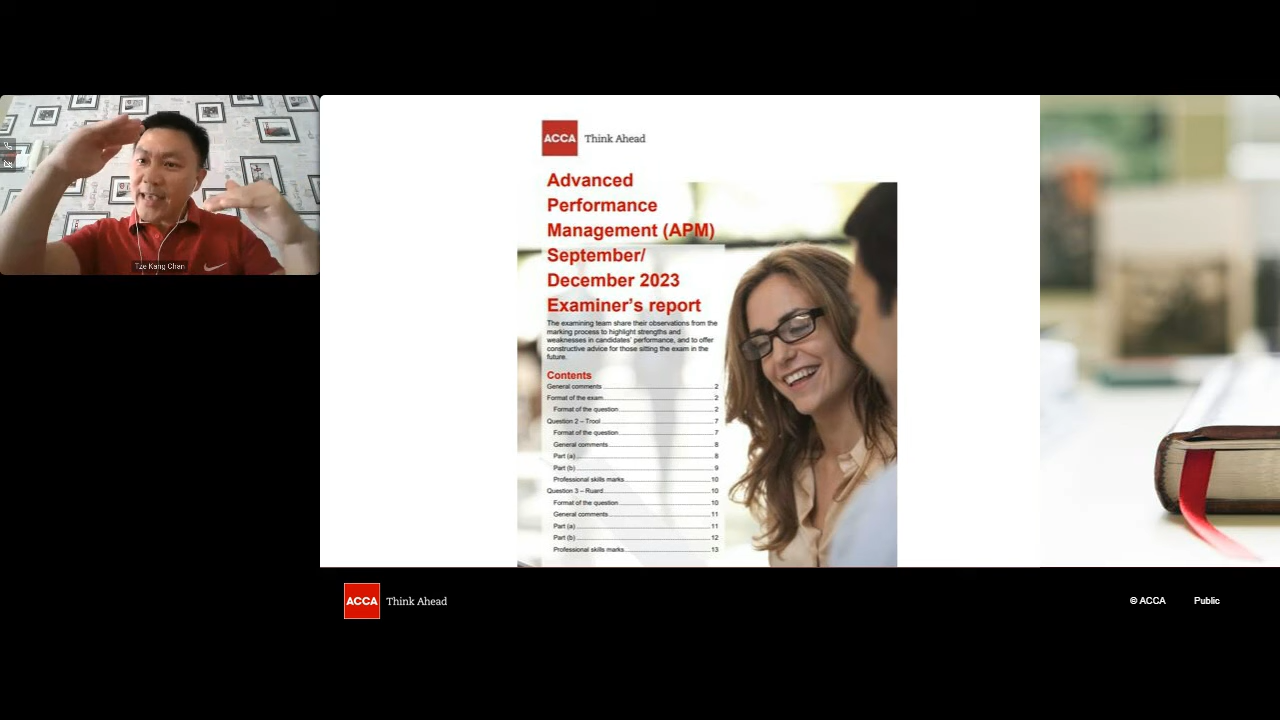 Tze Kang Chan
ACCA Think Ahead
Advanced
Performance
Management (APM)
September/
December 2023
Examiner's report
The examining team share their observations from the
marking process to highlight strengths and
weaknesses in candidates' performance, and to offer
constructive advice for those sitting the exam in the
future.
Contents
General comments 2
Format of the exam 2
Format of the question 2
Question 2 – Trool 7
Format of the question 7
General comments 8
Part (a) 8
Part (b) 9
Professional skills marks 10
Question 3 – Ruard 10
Format of the question 10
General comments 11
Part (a) 11
Part (b) 12
Professional skills marks 13
ACCA Think Ahead
© ACCA Public